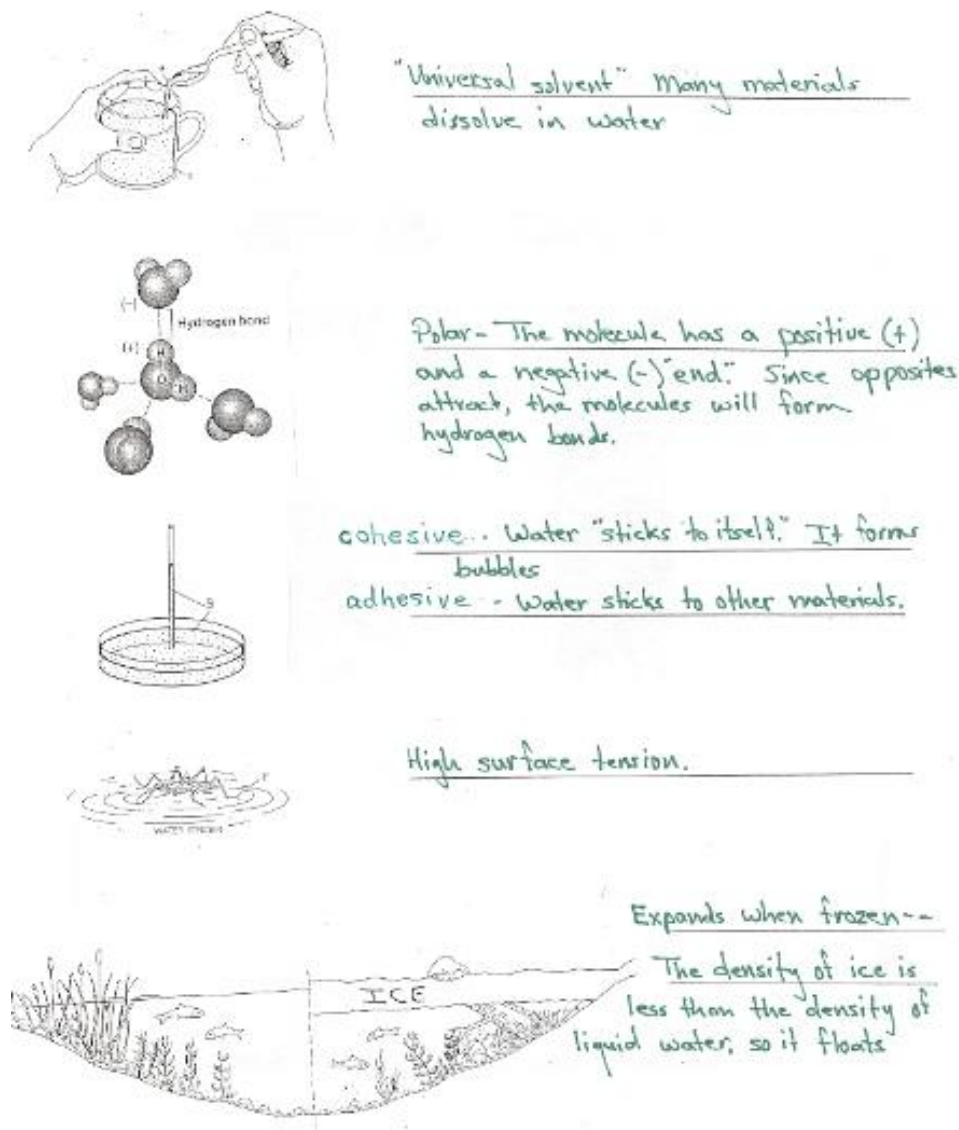 "Universal solvent" Many materials
dissolve in water
(-)
Hydrogen bond
(+)
H
O
H
Polar- The molecule has a positive (+)
and a negative (-) "end." Since opposites
attract, the molecules will form
hydrogen bonds.
cohesive -- Water "sticks to itself." It forms
bubbles
adhesive -- Water sticks to other materials.
High surface tension.
WATER STRIDER
Expands when frozen--
The density of ice is
ICE
less than the density of
liquid water, so it floats